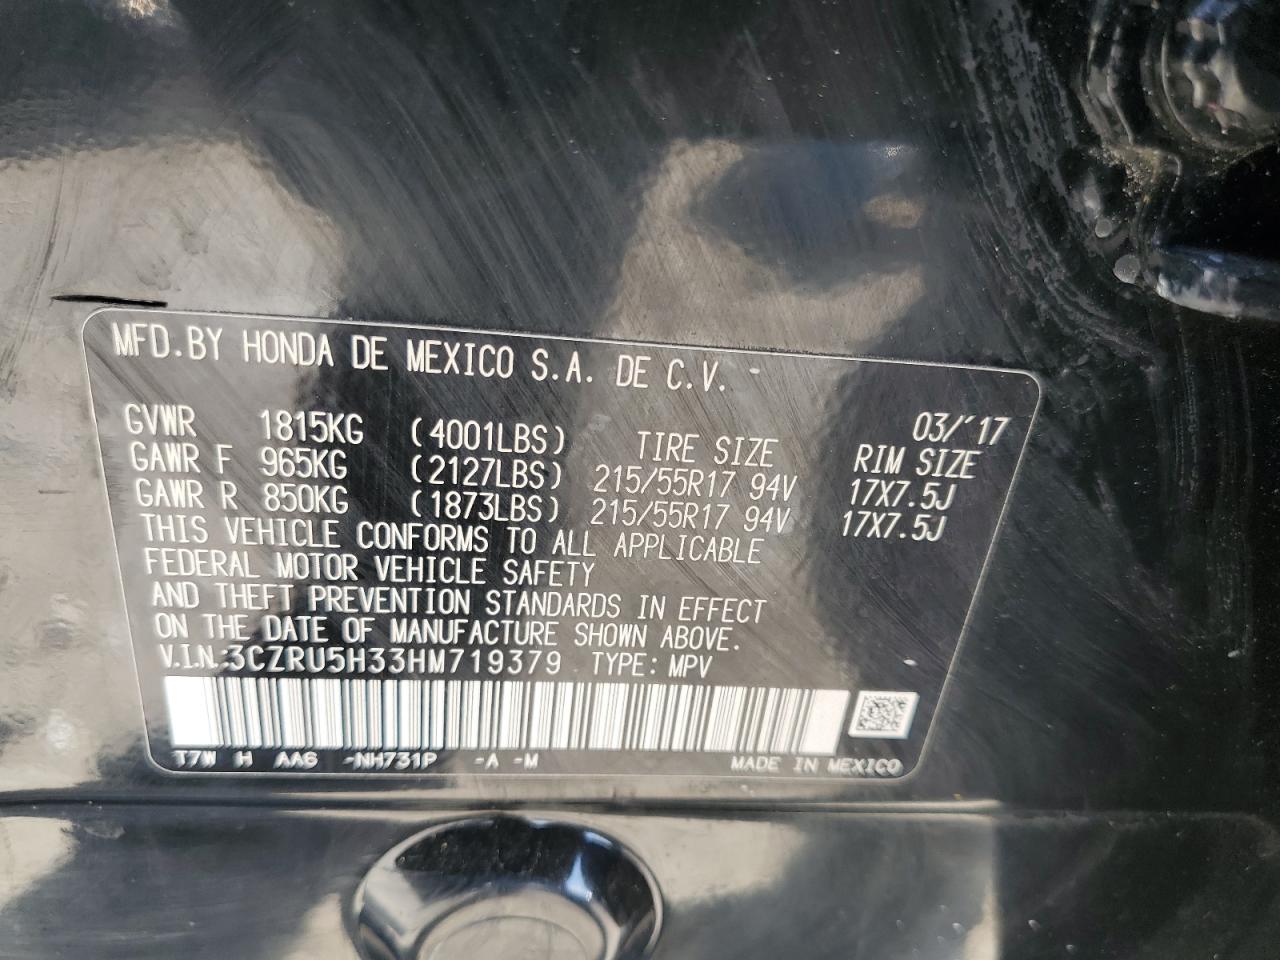 MFD.BY HONDA DE MEXICO S.A. DE C.V.
03/'17
GVWR 1815KG (4001LBS) TIRE SIZE RIM SIZE
GAWR F 965KG (2127LBS) 215/55R17 94V 17X7.5J
GAWR R 850KG (1873LBS) 215/55R17 94V 17X7.5J
THIS VEHICLE CONFORMS TO ALL APPLICABLE
FEDERAL MOTOR VEHICLE SAFETY
AND THEFT PREVENTION STANDARDS IN EFFECT
ON THE DATE OF MANUFACTURE SHOWN ABOVE.
V.I.N.:3CZRU5H33HM719379 TYPE: MPV
T7W H AA6 -NH731P -A -M MADE IN MEXICO